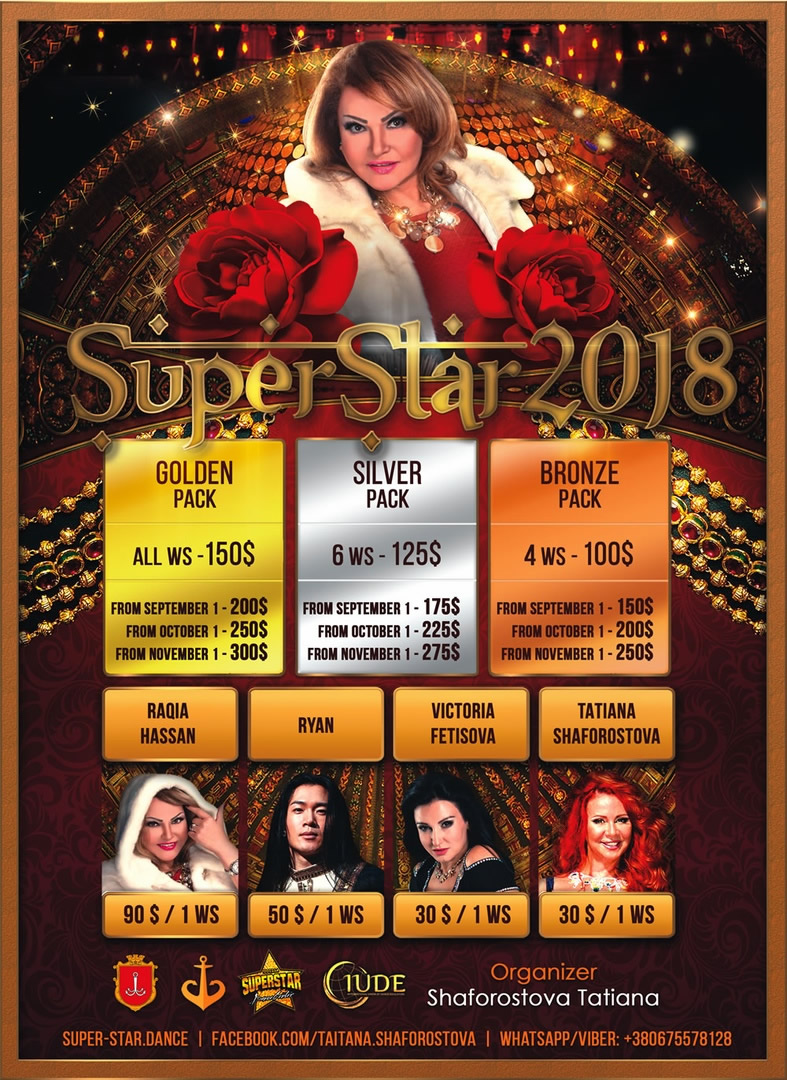 SuperStar2018
GOLDEN
PACK
ALL WS -150$
FROM SEPTEMBER 1 - 200$
FROM OCTOBER 1 - 250$
FROM NOVEMBER 1 - 300$
SILVER
PACK
6 WS - 125$
FROM SEPTEMBER 1 - 175$
FROM OCTOBER 1 - 225$
FROM NOVEMBER 1 - 275$
BRONZE
PACK
4 WS - 100$
FROM SEPTEMBER 1 - 150$
FROM OCTOBER 1 - 200$
FROM NOVEMBER 1 - 250$
RAQIA
HASSAN
90 $ / 1 WS
RYAN
50 $ / 1 WS
VICTORIA
FETISOVA
30 $ / 1 WS
TATIANA
SHAFOROSTOVA
30 $ / 1 WS
SUPERSTAR
CIUDE
Organizer
Shaforostova Tatiana
SUPER-STAR.DANCE | FACEBOOK.COM/TAITANA.SHAFOROSTOVA | WHATSAPP/VIBER: +380675578128